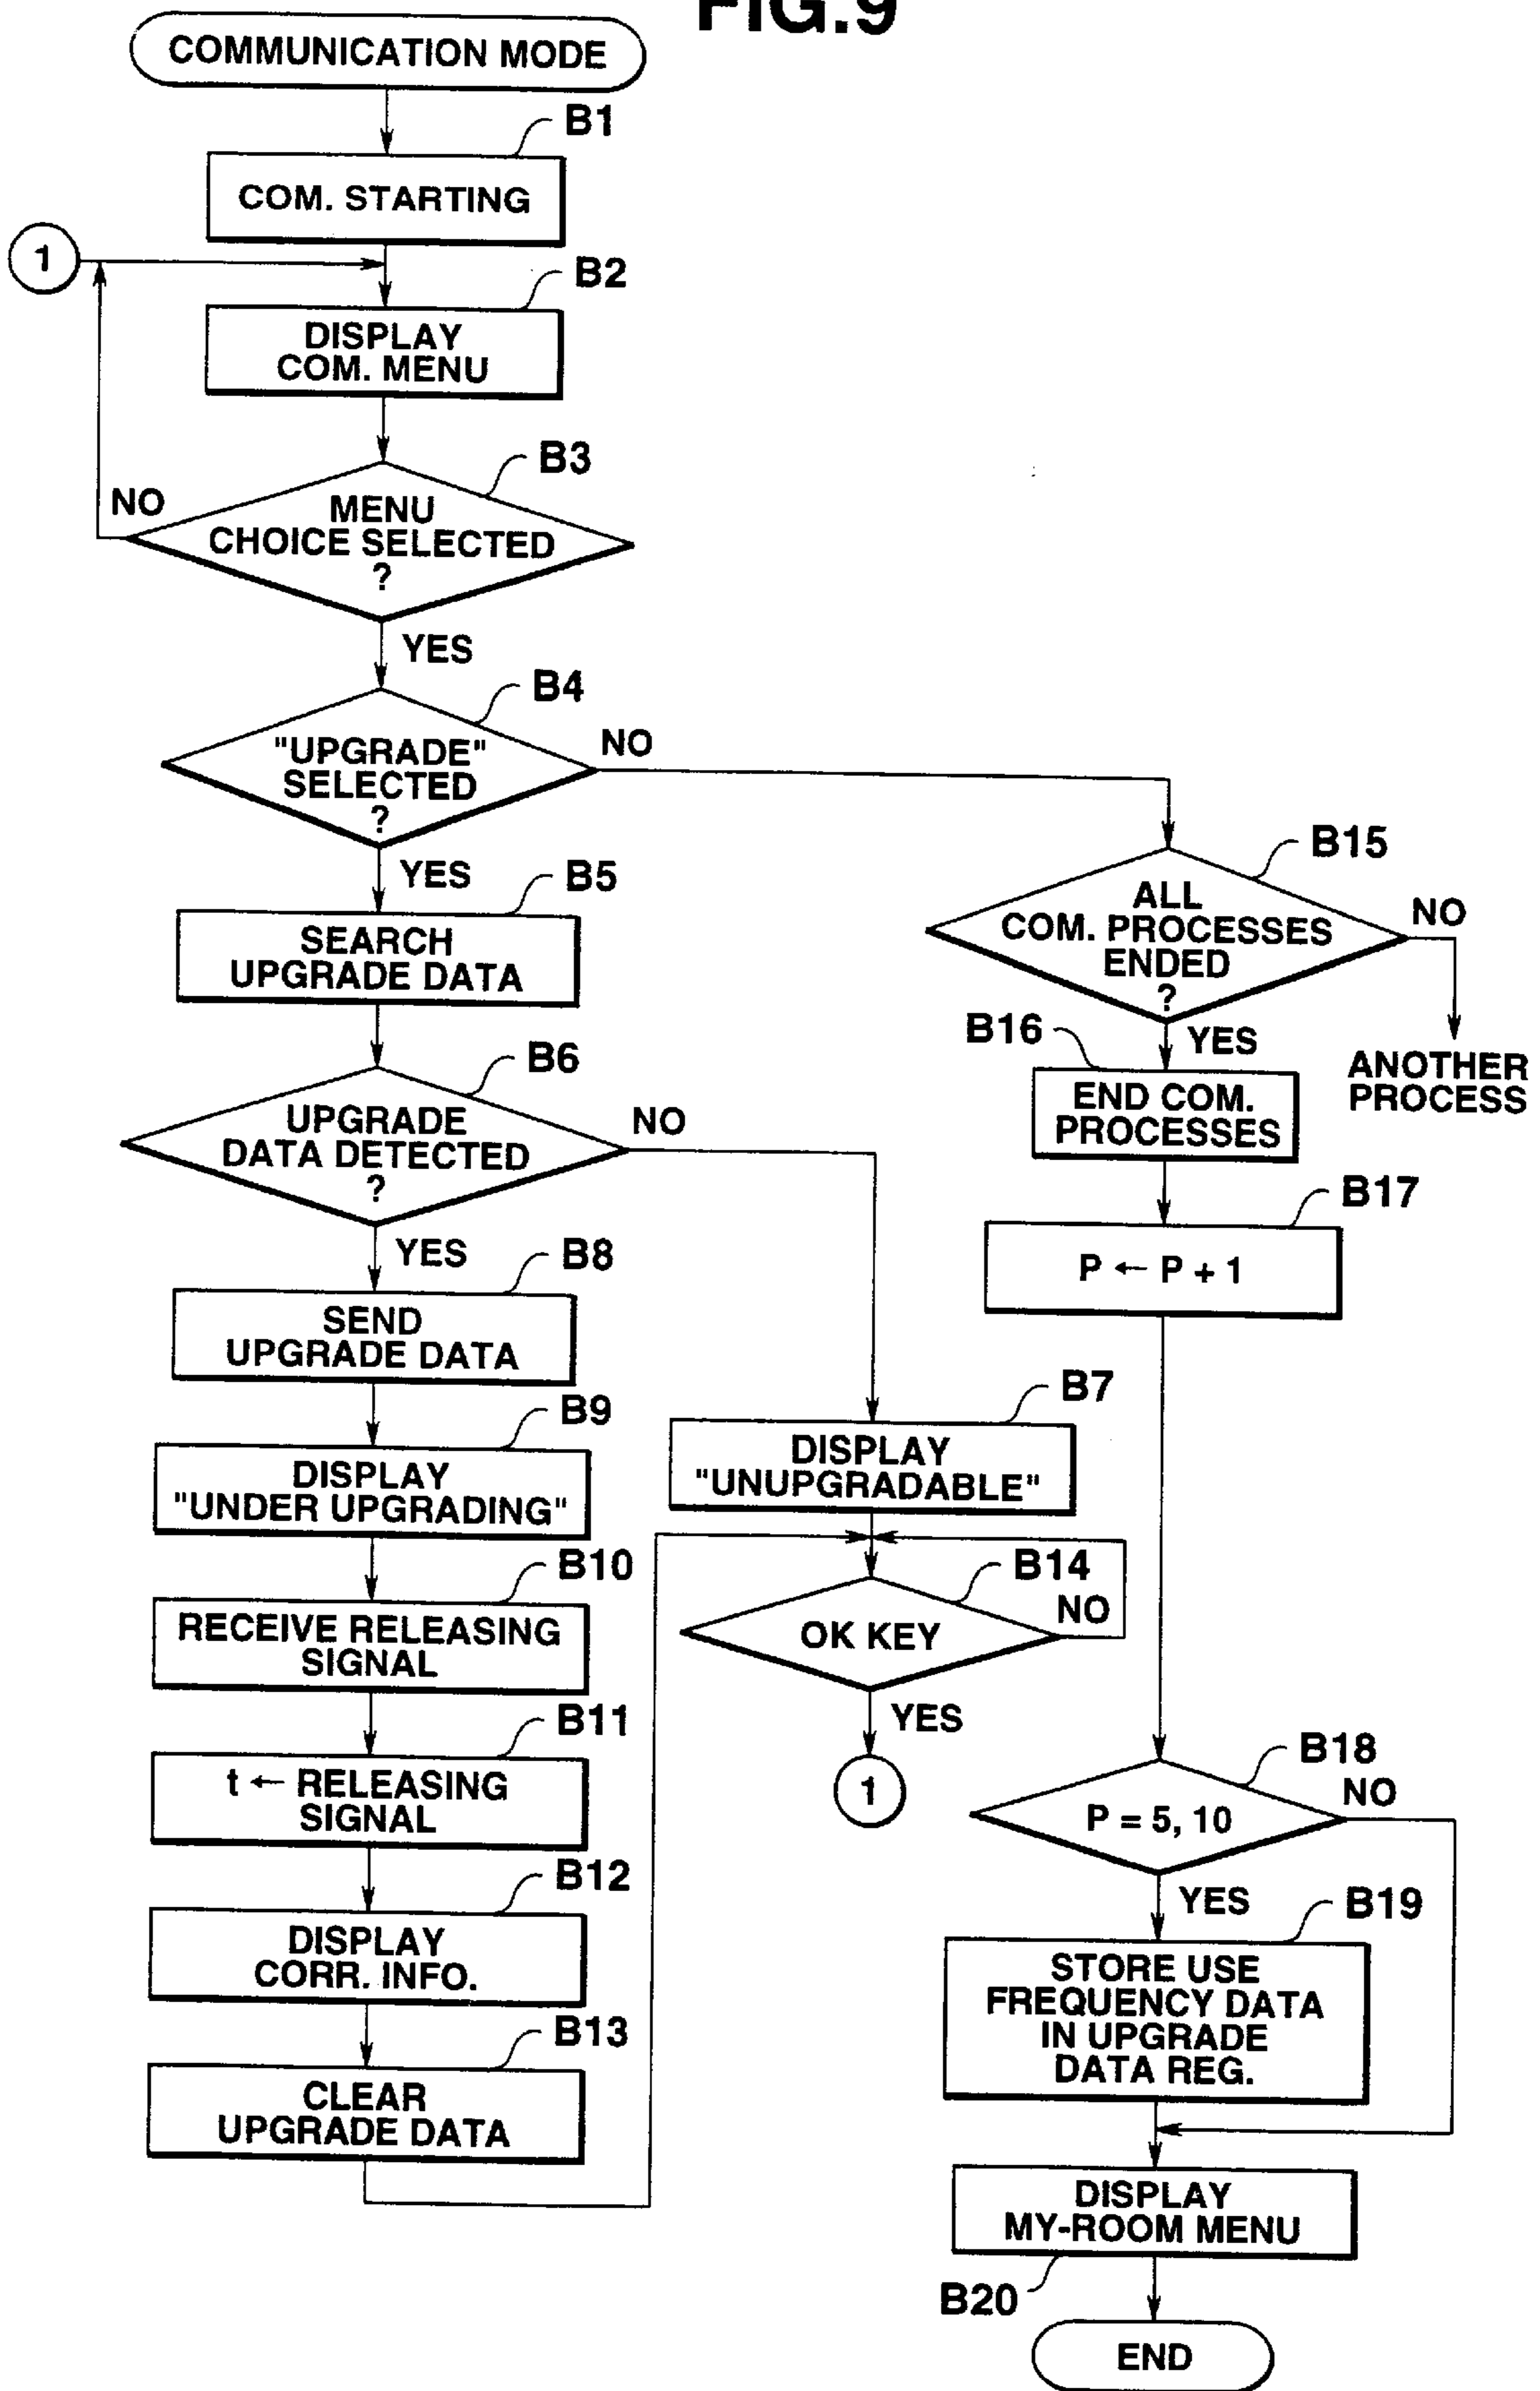 FIG.9
COMMUNICATION MODE
B1
COM. STARTING
1
B2
DISPLAY
COM. MENU
B3
NO
MENU
CHOICE SELECTED
?
YES
B4
"UPGRADE"
SELECTED
?
NO
YES
B5
SEARCH
UPGRADE DATA
B6
UPGRADE
DATA DETECTED
?
NO
YES
B8
SEND
UPGRADE DATA
B9
DISPLAY
"UNDER UPGRADING"
B10
RECEIVE RELEASING
SIGNAL
B11
t ← RELEASING
SIGNAL
B12
DISPLAY
CORR. INFO.
B13
CLEAR
UPGRADE DATA
B7
DISPLAY
"UNUPGRADABLE"
B14
OK KEY
NO
YES
1
B15
ALL
COM. PROCESSES
ENDED
?
NO
ANOTHER
PROCESS
YES
B16
END COM.
PROCESSES
B17
P ← P + 1
B18
P = 5, 10
NO
YES
B19
STORE USE
FREQUENCY DATA
IN UPGRADE
DATA REG.
DISPLAY
MY-ROOM MENU
B20
END